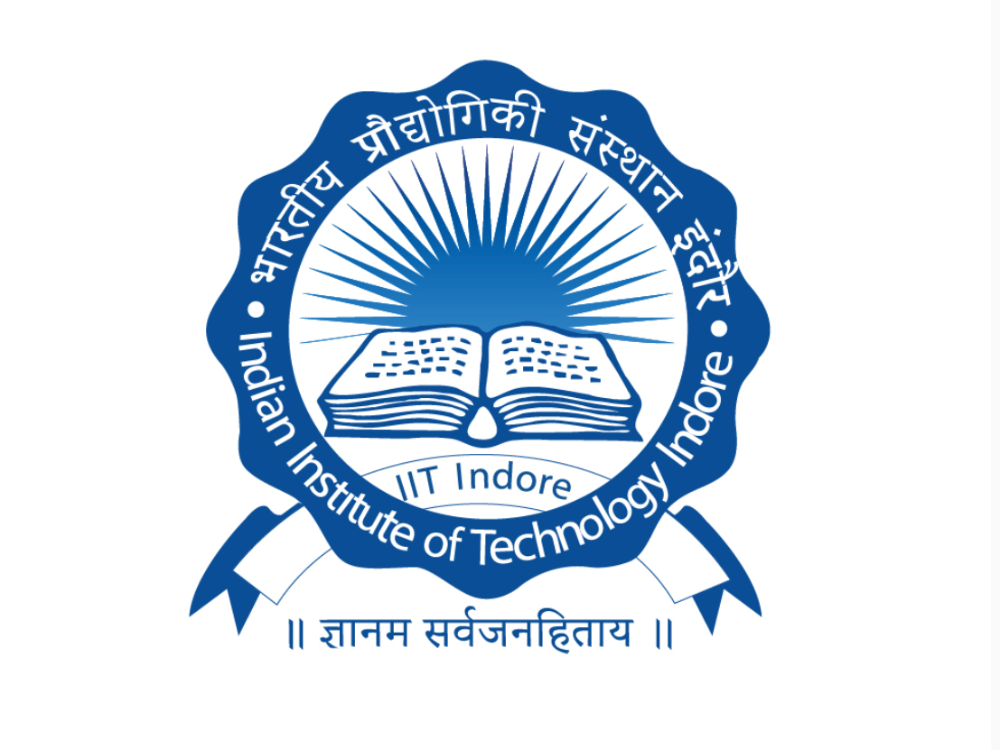 भारतीय प्रौद्योगिकी संस्थान इंदौर
IIT Indore
• Indian Institute of Technology Indore •
॥ ज्ञानम सर्वजनहिताय ॥